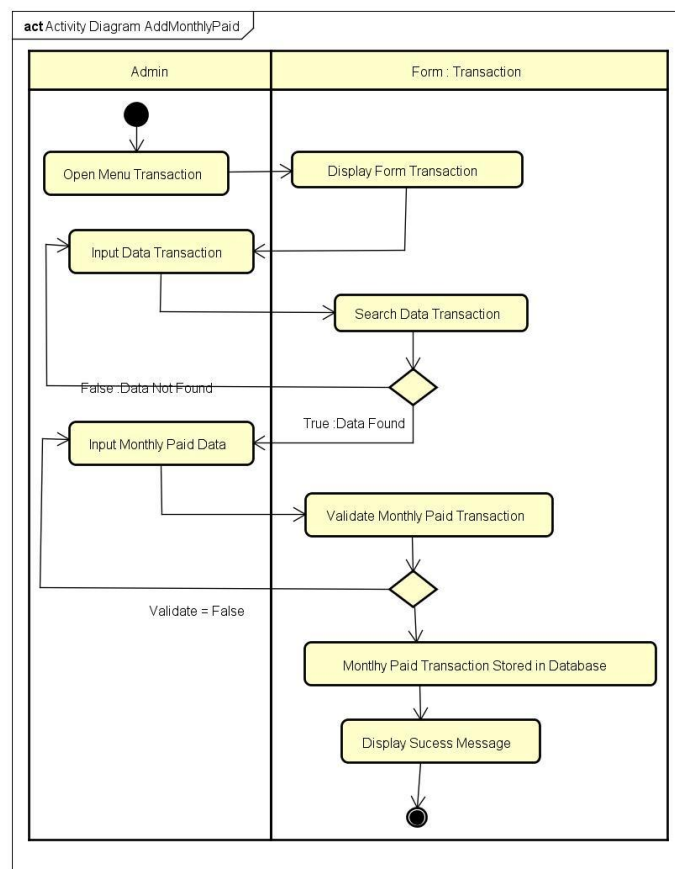 act Activity Diagram AddMonthlyPaid
Admin
Form : Transaction
Open Menu Transaction
Display Form Transaction
Input Data Transaction
Search Data Transaction
False :Data Not Found
True :Data Found
Input Monthly Paid Data
Validate Monthly Paid Transaction
Validate = False
Montlhy Paid Transaction Stored in Database
Display Sucess Message